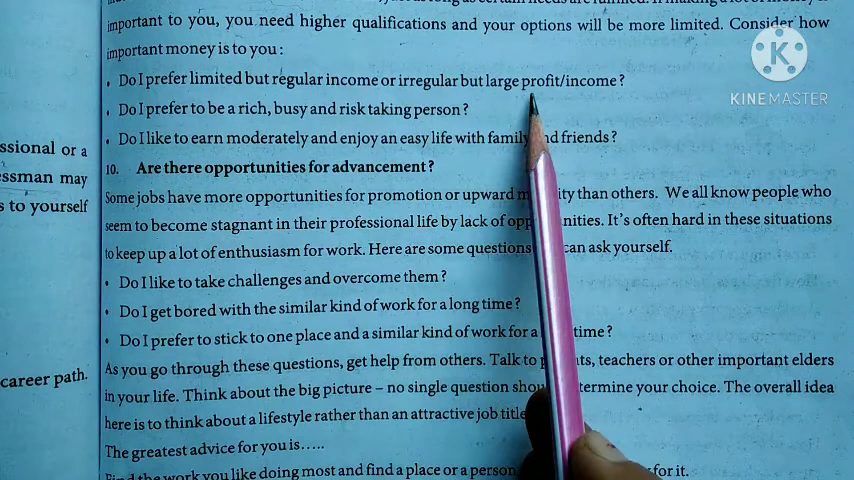 important to you, you need higher qualifications and your options will be more limited. Consider how
important money is to you :
• Do I prefer limited but regular income or irregular but large profit/income ?
• Do I prefer to be a rich, busy and risk taking person ?
• Do I like to earn moderately and enjoy an easy life with family and friends ?
10. Are there opportunities for advancement ?
Some jobs have more opportunities for promotion or upward than others. We all know people who
seem to become stagnant in their professional life by lack of opportunities. It's often hard in these situations
to keep up a lot of enthusiasm for work. Here are some questions can ask yourself.
• Do I like to take challenges and overcome them ?
• Do I get bored with the similar kind of work for a long time ?
• Do I prefer to stick to one place and a similar kind of work for a time ?
As you go through these questions, get help from others. Talk to teachers or other important elders
in your life. Think about the big picture – no single question should determine your choice. The overall idea
here is to think about a lifestyle rather than an attractive job title
The greatest advice for you is.....
Find the work you like doing most and find a place or a person for it.
ssional or a
essman may
s to yourself
career path.
KINEMASTER